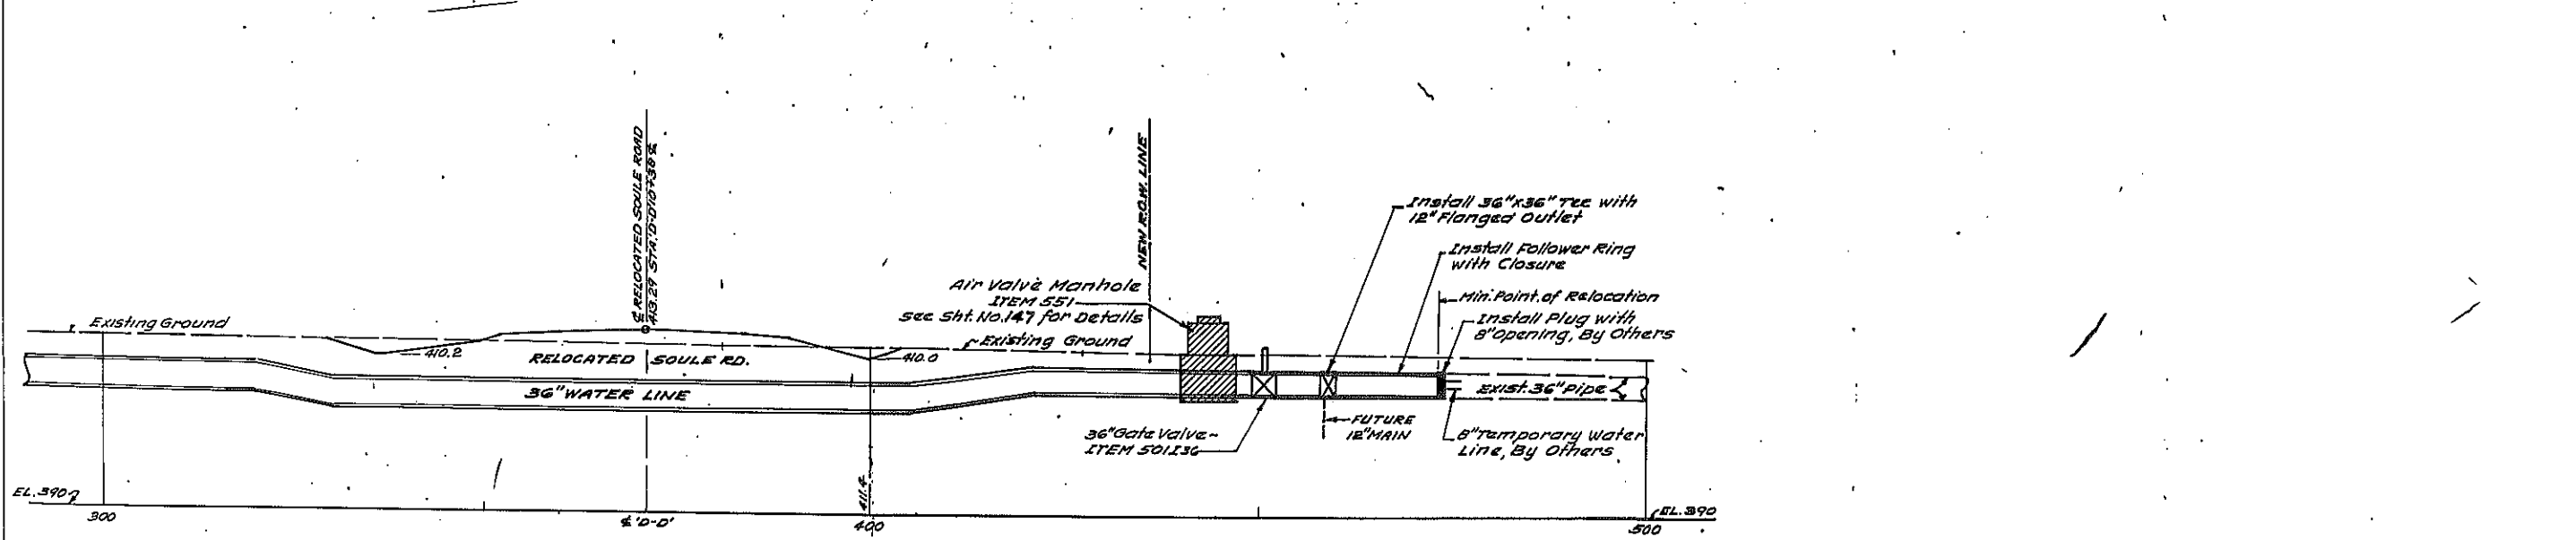 ℄ RELOCATED SOULE ROAD
413.29 STA.'D-D'10+58±
NEW R.O.W. LINE
Install 36"x36" Tee with
12" Flanged Outlet
Install Follower Ring
with Closure
Air Valve Manhole
ITEM 551
See Sht. No.147 for Details
Min. Point of Relocation
Install Plug with
8" Opening, By Others
Existing Ground
Existing Ground
410.2
RELOCATED SOULE RD.
410.0
36" WATER LINE
Exist. 36" Pipe
36" Gate Valve-
ITEM 501I36
FUTURE
12" MAIN
8" Temporary Water
Line, By Others
EL. 390
411.4
EL. 390
300
℄ 'D-D'
400
500